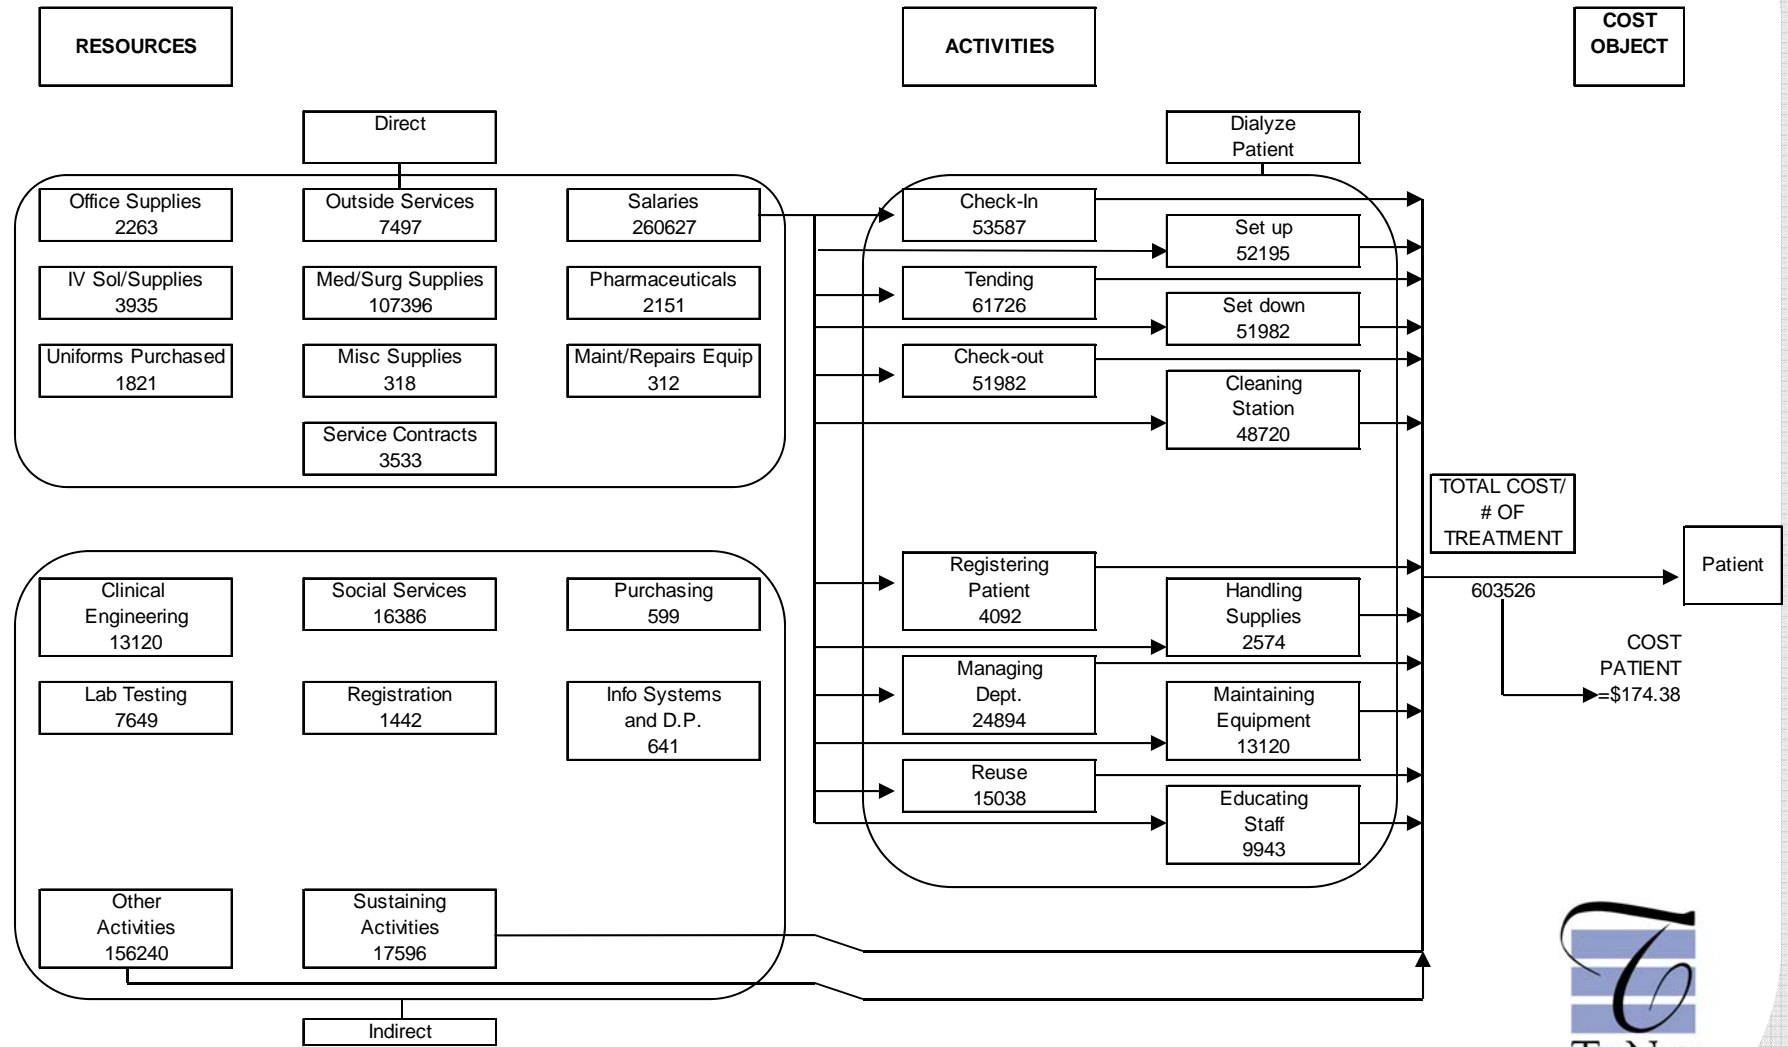 RESOURCES
ACTIVITIES
COST
OBJECT
Direct
Dialyze
Patient
Office Supplies
2263
Outside Services
7497
Salaries
260627
IV Sol/Supplies
3935
Med/Surg Supplies
107396
Pharmaceuticals
2151
Uniforms Purchased
1821
Misc Supplies
318
Maint/Repairs Equip
312
Service Contracts
3533
Check-In
53587
Set up
52195
Tending
61726
Set down
51982
Check-out
51982
Cleaning
Station
48720
Clinical
Engineering
13120
Social Services
16386
Purchasing
599
Lab Testing
7649
Registration
1442
Info Systems
and D.P.
641
Other
Activities
156240
Sustaining
Activities
17596
Indirect
Registering
Patient
4092
Handling
Supplies
2574
Managing
Dept.
24894
Maintaining
Equipment
13120
Reuse
15038
Educating
Staff
9943
TOTAL COST/
# OF
TREATMENT
603526
Patient
COST
PATIENT
=$174.38